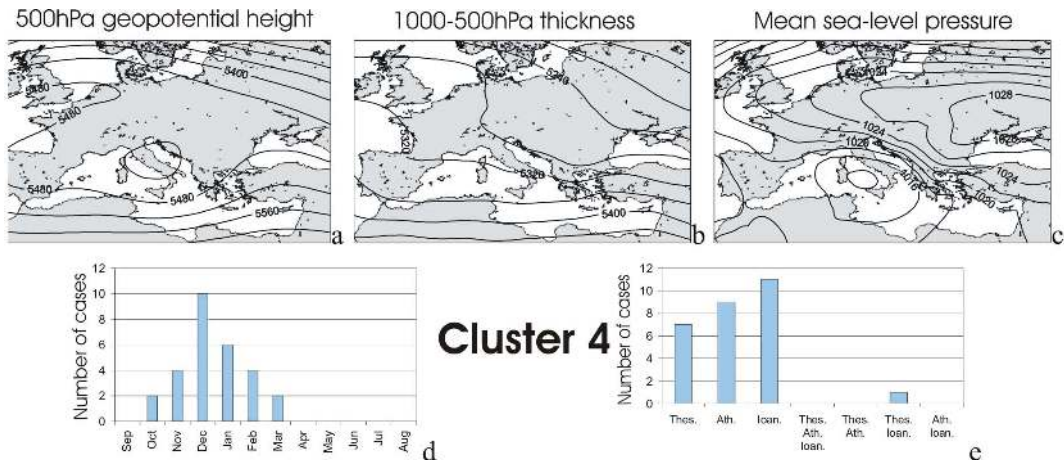 500hPa geopotential height
1000-500hPa thickness
Mean sea-level pressure
5400
5480
5480
5480
5480
5560
a
5240
5320
5320
5400
b
1024
1028
1024
1020
1024
1020
c
Number of cases
12
10
8
6
4
2
0
Sep
Oct
Nov
Dec
Jan
Feb
Mar
Apr
May
Jun
Jul
Aug
d
Cluster 4
Number of cases
12
10
8
6
4
2
0
Thes.
Ath.
Ioan.
Thes.
Ath.
Ioan.
Thes.
Ath.
Thes.
Ioan.
Ath.
Ioan.
e